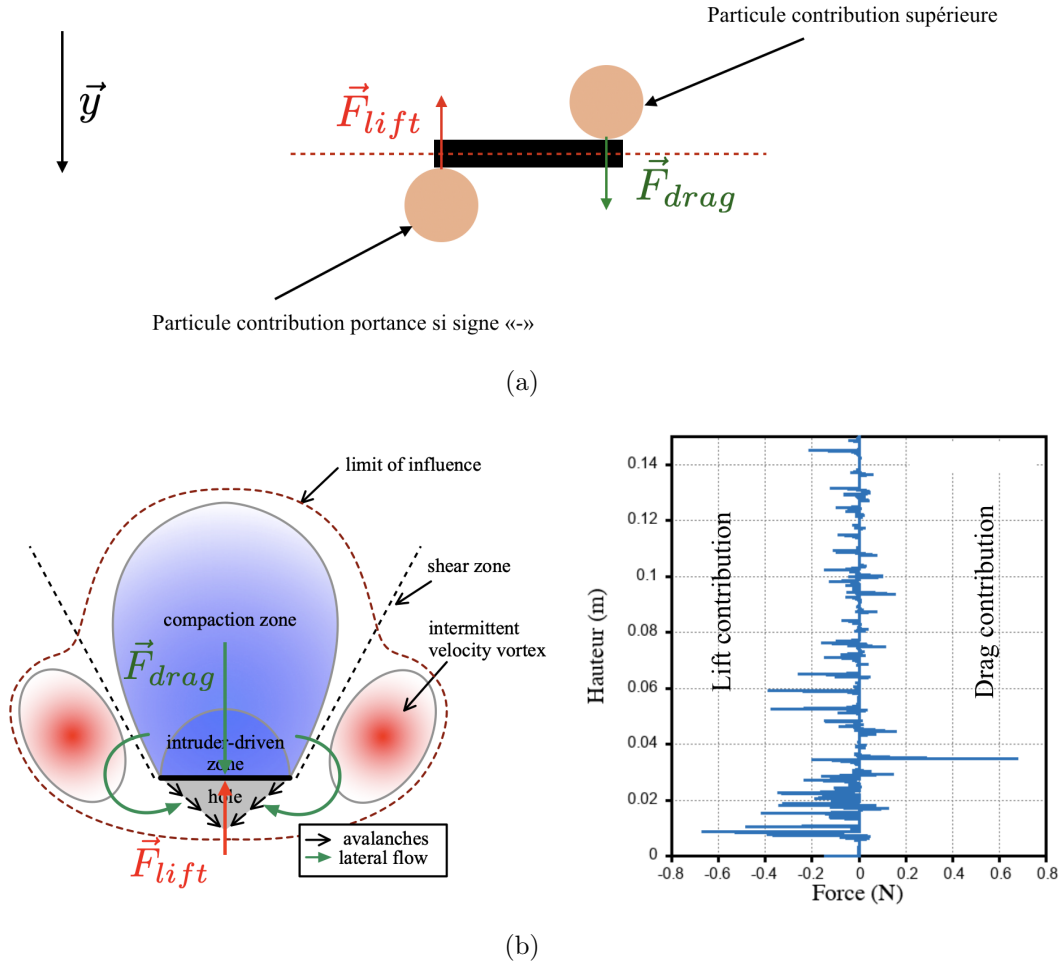 Particule contribution supérieure
y⃗
F⃗lift
F⃗drag
Particule contribution portance si signe «-»
(a)
limit of influence
shear zone
compaction zone
intermittent
velocity vortex
F⃗drag
intruder-driven
zone
hole
F⃗lift
avalanches
lateral flow
Hauteur (m)
0.14
0.12
0.1
0.08
0.06
0.04
0.02
0
Lift contribution
Drag contribution
-0.8 -0.6 -0.4 -0.2 0 0.2 0.4 0.6 0.8
Force (N)
(b)